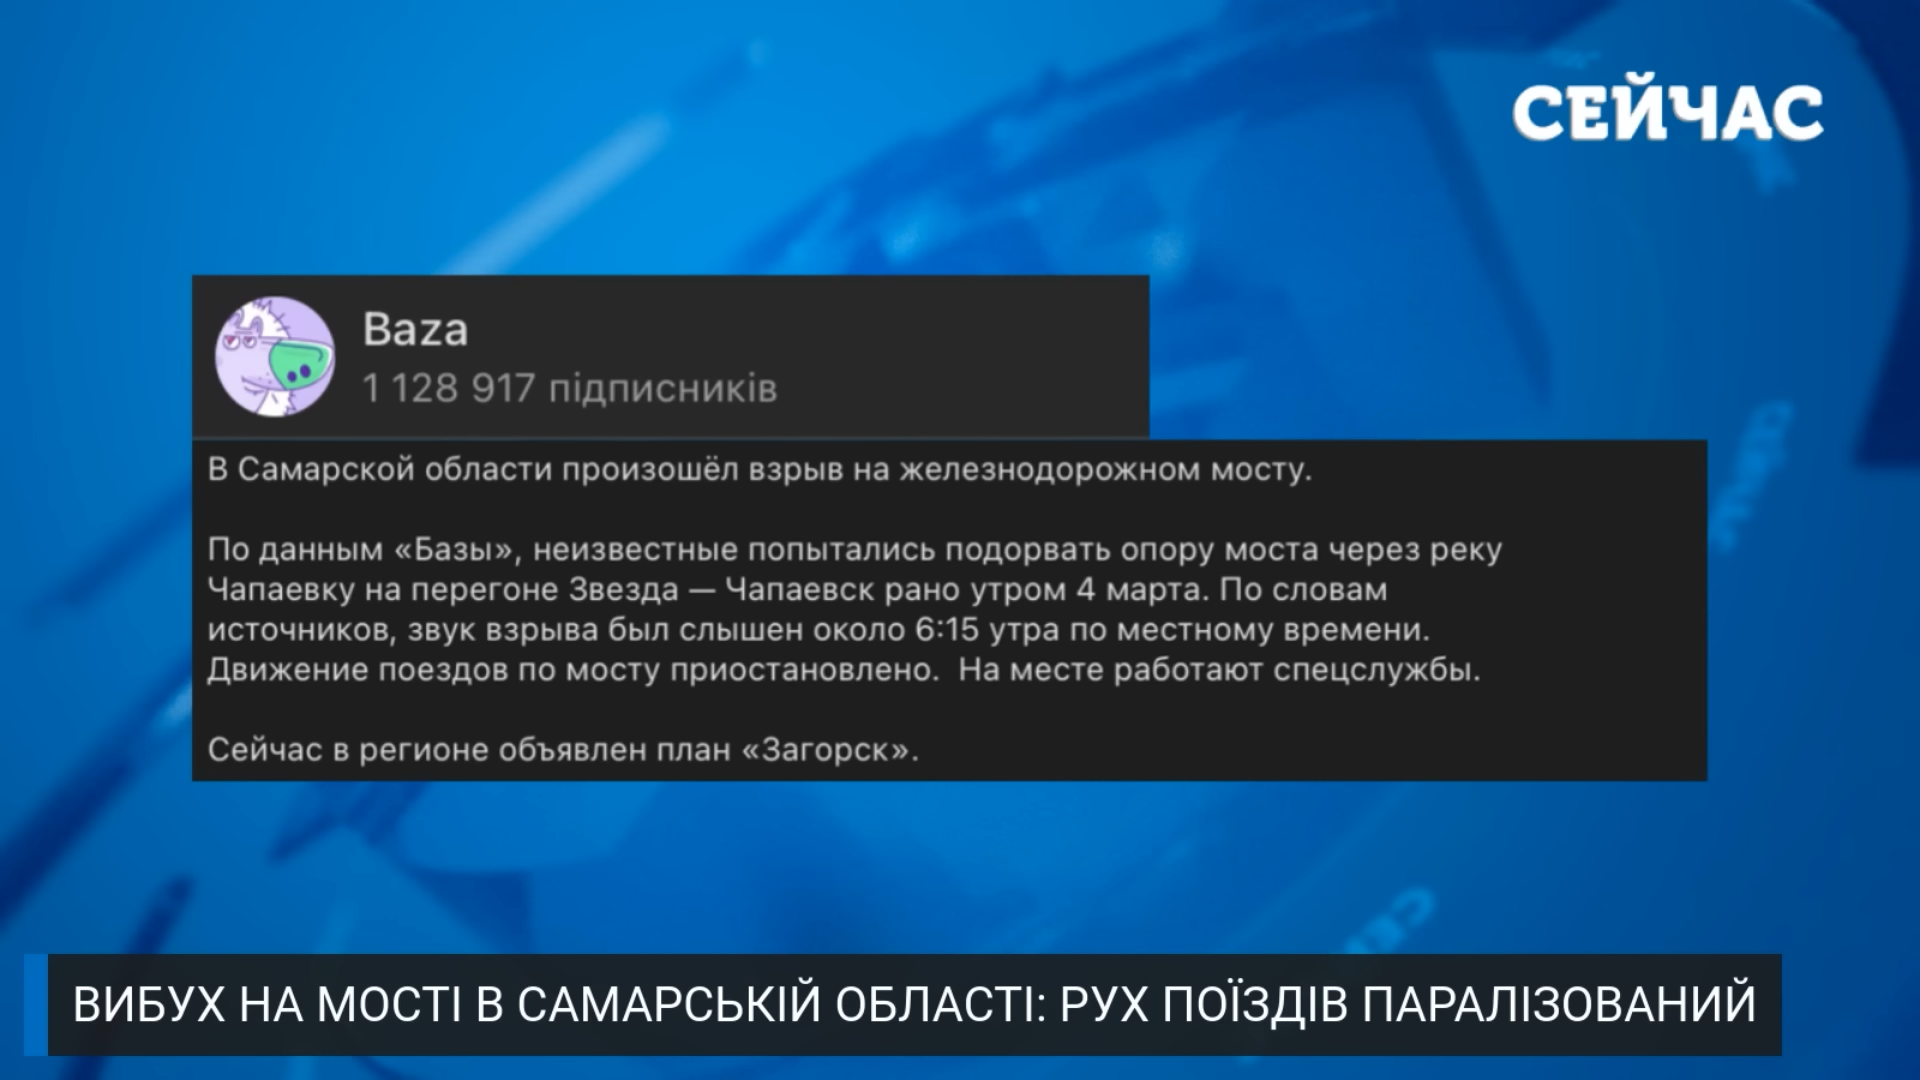 СЕЙЧАС
Baza
1 128 917 підписників
В Самарской области произошёл взрыв на железнодорожном мосту.
По данным «Базы», неизвестные попытались подорвать опору моста через реку
Чапаевку на перегоне Звезда — Чапаевск рано утром 4 марта. По словам
источников, звук взрыва был слышен около 6:15 утра по местному времени.
Движение поездов по мосту приостановлено. На месте работают спецслужбы.
Сейчас в регионе объявлен план «Загорск».
ВИБУХ НА МОСТІ В САМАРСЬКІЙ ОБЛАСТІ: РУХ ПОЇЗДІВ ПАРАЛІЗОВАНИЙ